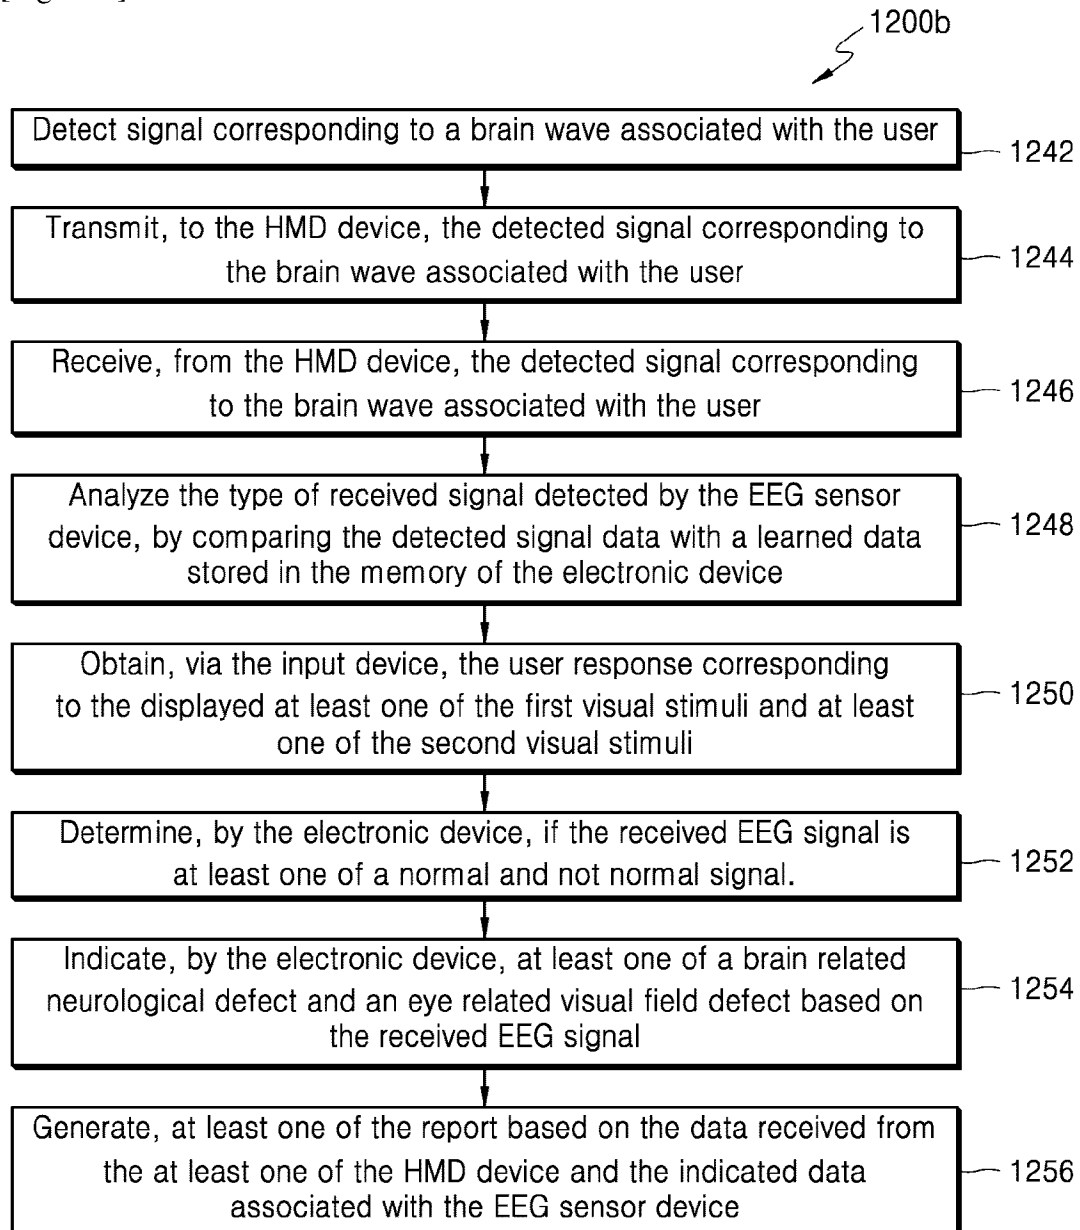 1200b
Detect signal corresponding to a brain wave associated with the user
1242
Transmit, to the HMD device, the detected signal corresponding to
the brain wave associated with the user
1244
Receive, from the HMD device, the detected signal corresponding
to the brain wave associated with the user
1246
Analyze the type of received signal detected by the EEG sensor
device, by comparing the detected signal data with a learned data
stored in the memory of the electronic device
1248
Obtain, via the input device, the user response corresponding
to the displayed at least one of the first visual stimuli and at least
one of the second visual stimuli
1250
Determine, by the electronic device, if the received EEG signal is
at least one of a normal and not normal signal.
1252
Indicate, by the electronic device, at least one of a brain related
neurological defect and an eye related visual field defect based on
the received EEG signal
1254
Generate, at least one of the report based on the data received from
the at least one of the HMD device and the indicated data
associated with the EEG sensor device
1256